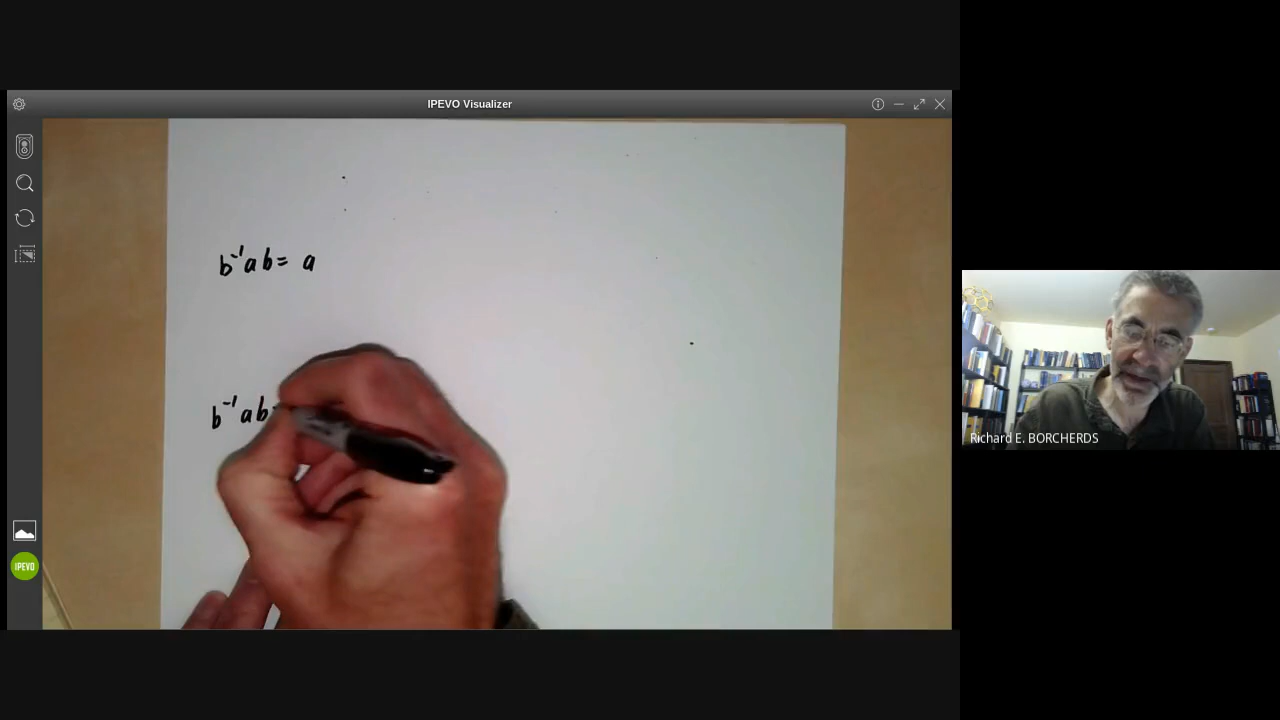 IPEVO Visualizer
b⁻¹ab = a
b⁻¹ab
IPEVO
Richard E. BORCHERDS